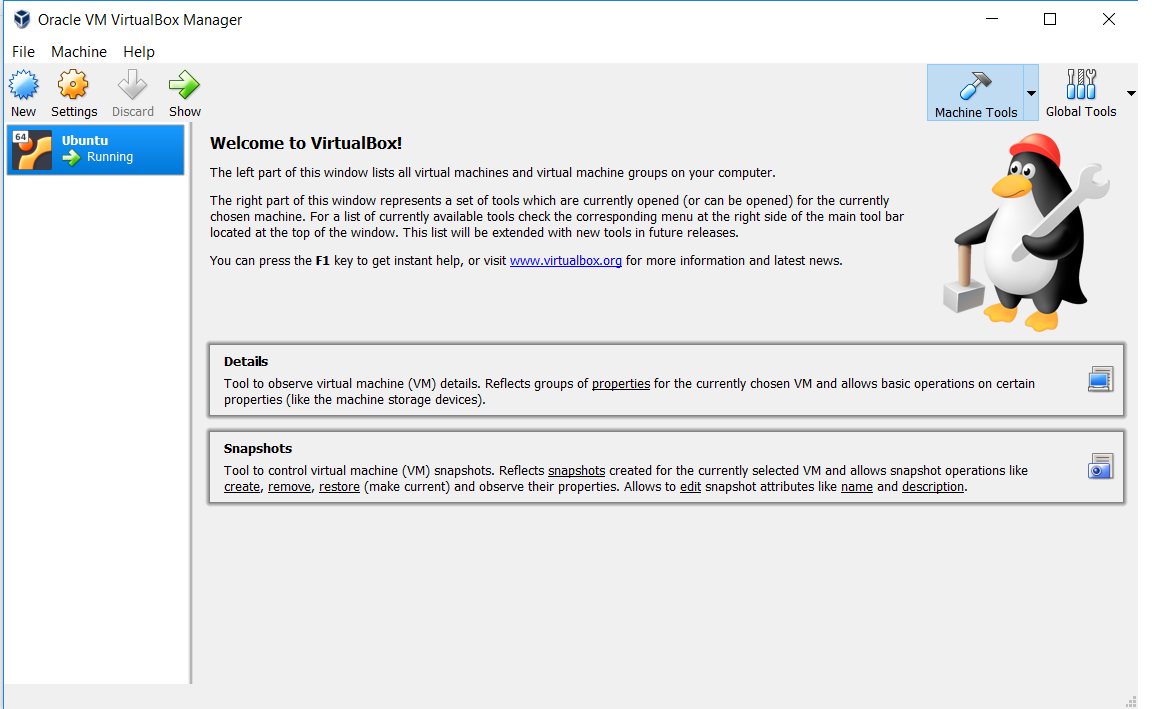 Oracle VM VirtualBox Manager
File Machine Help
New Settings Discard Show Machine Tools Global Tools
64
Ubuntu
Running
Welcome to VirtualBox!
The left part of this window lists all virtual machines and virtual machine groups on your computer.
The right part of this window represents a set of tools which are currently opened (or can be opened) for the currently
chosen machine. For a list of currently available tools check the corresponding menu at the right side of the main tool bar
located at the top of the window. This list will be extended with new tools in future releases.
You can press the F1 key to get instant help, or visit www.virtualbox.org for more information and latest news.
Details
Tool to observe virtual machine (VM) details. Reflects groups of properties for the currently chosen VM and allows basic operations on certain
properties (like the machine storage devices).
Snapshots
Tool to control virtual machine (VM) snapshots. Reflects snapshots created for the currently selected VM and allows snapshot operations like
create, remove, restore (make current) and observe their properties. Allows to edit snapshot attributes like name and description.